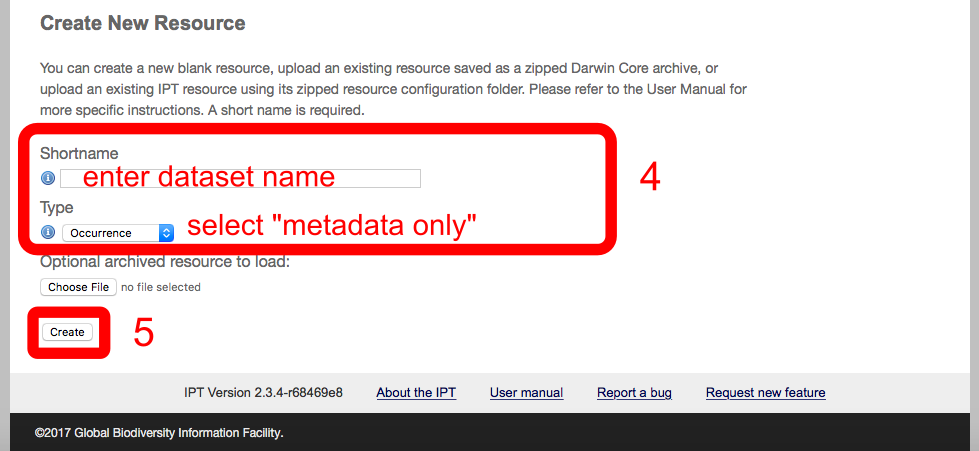 Create New Resource
You can create a new blank resource, upload an existing resource saved as a zipped Darwin Core archive, or
upload an existing IPT resource using its zipped resource configuration folder. Please refer to the User Manual for
more specific instructions. A short name is required.
Shortname
enter dataset name
4
Type
Occurrence select "metadata only"
Optional archived resource to load:
Choose File no file selected
Create 5
IPT Version 2.3.4-r68469e8 About the IPT User manual Report a bug Request new feature
©2017 Global Biodiversity Information Facility.